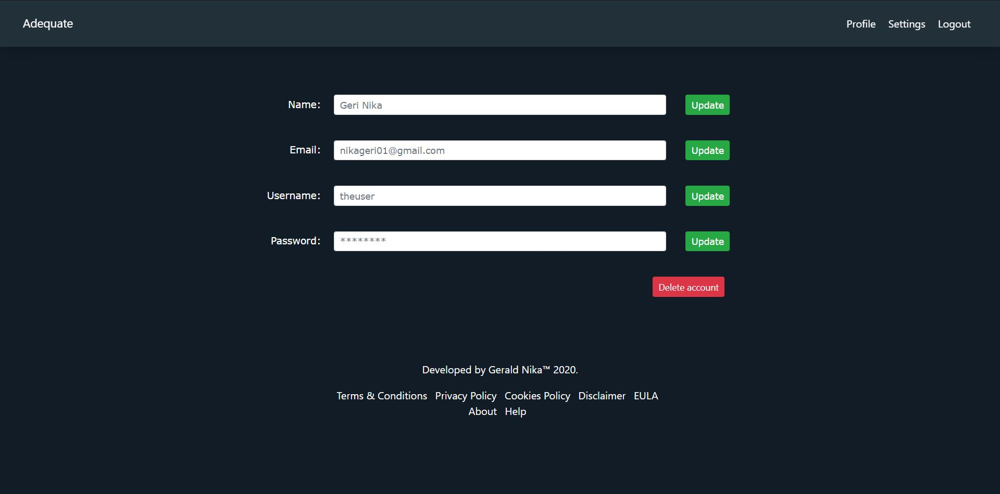 Adequate Profile Settings Logout
Name: Geri Nika Update
Email: nikageri01@gmail.com Update
Username: theuser Update
Password: ******** Update
Delete account
Developed by Gerald Nika™ 2020.
Terms & Conditions Privacy Policy Cookies Policy Disclaimer EULA
About Help